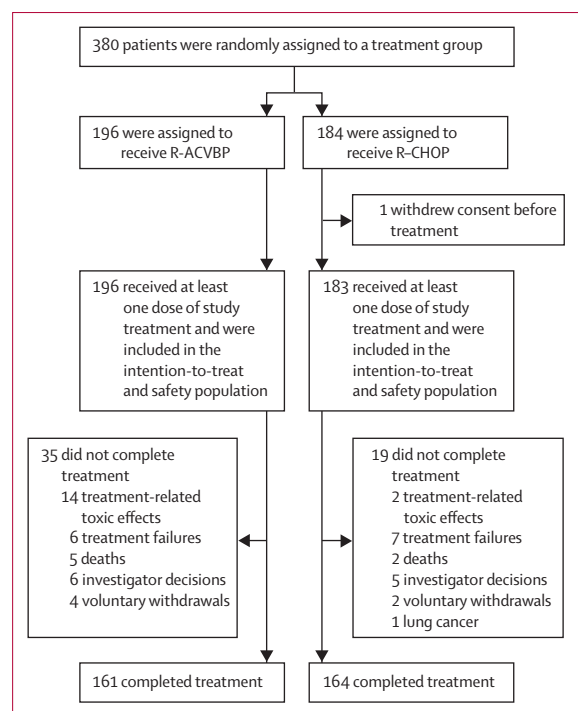 380 patients were randomly assigned to a treatment group
196 were assigned to
receive R-ACVBP
184 were assigned to
receive R–CHOP
1 withdrew consent before
treatment
196 received at least
one dose of study
treatment and were
included in the
intention-to-treat
and safety population
183 received at least
one dose of study
treatment and were
included in the
intention-to-treat
and safety population
35 did not complete
treatment
14 treatment-related
toxic effects
6 treatment failures
5 deaths
6 investigator decisions
4 voluntary withdrawals
19 did not complete
treatment
2 treatment-related
toxic effects
7 treatment failures
2 deaths
5 investigator decisions
2 voluntary withdrawals
1 lung cancer
161 completed treatment
164 completed treatment